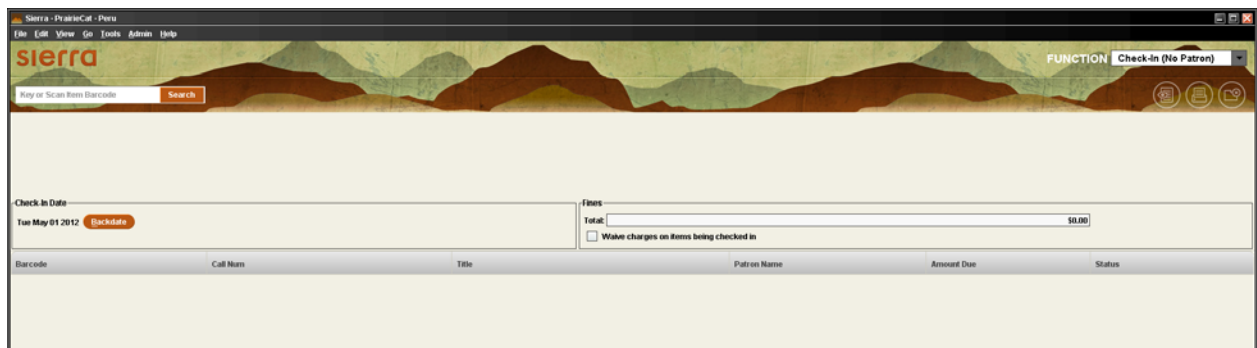 Sierra - PrairieCat - Peru
File Edit View Go Tools Admin Help
sierra
FUNCTION Check-In (No Patron)
Key or Scan Item Barcode Search
Check-In Date
Fines
Tue May 01 2012 Backdate
Total: $0.00
Waive charges on items being checked in
Barcode Call Num Title Patron Name Amount Due Status